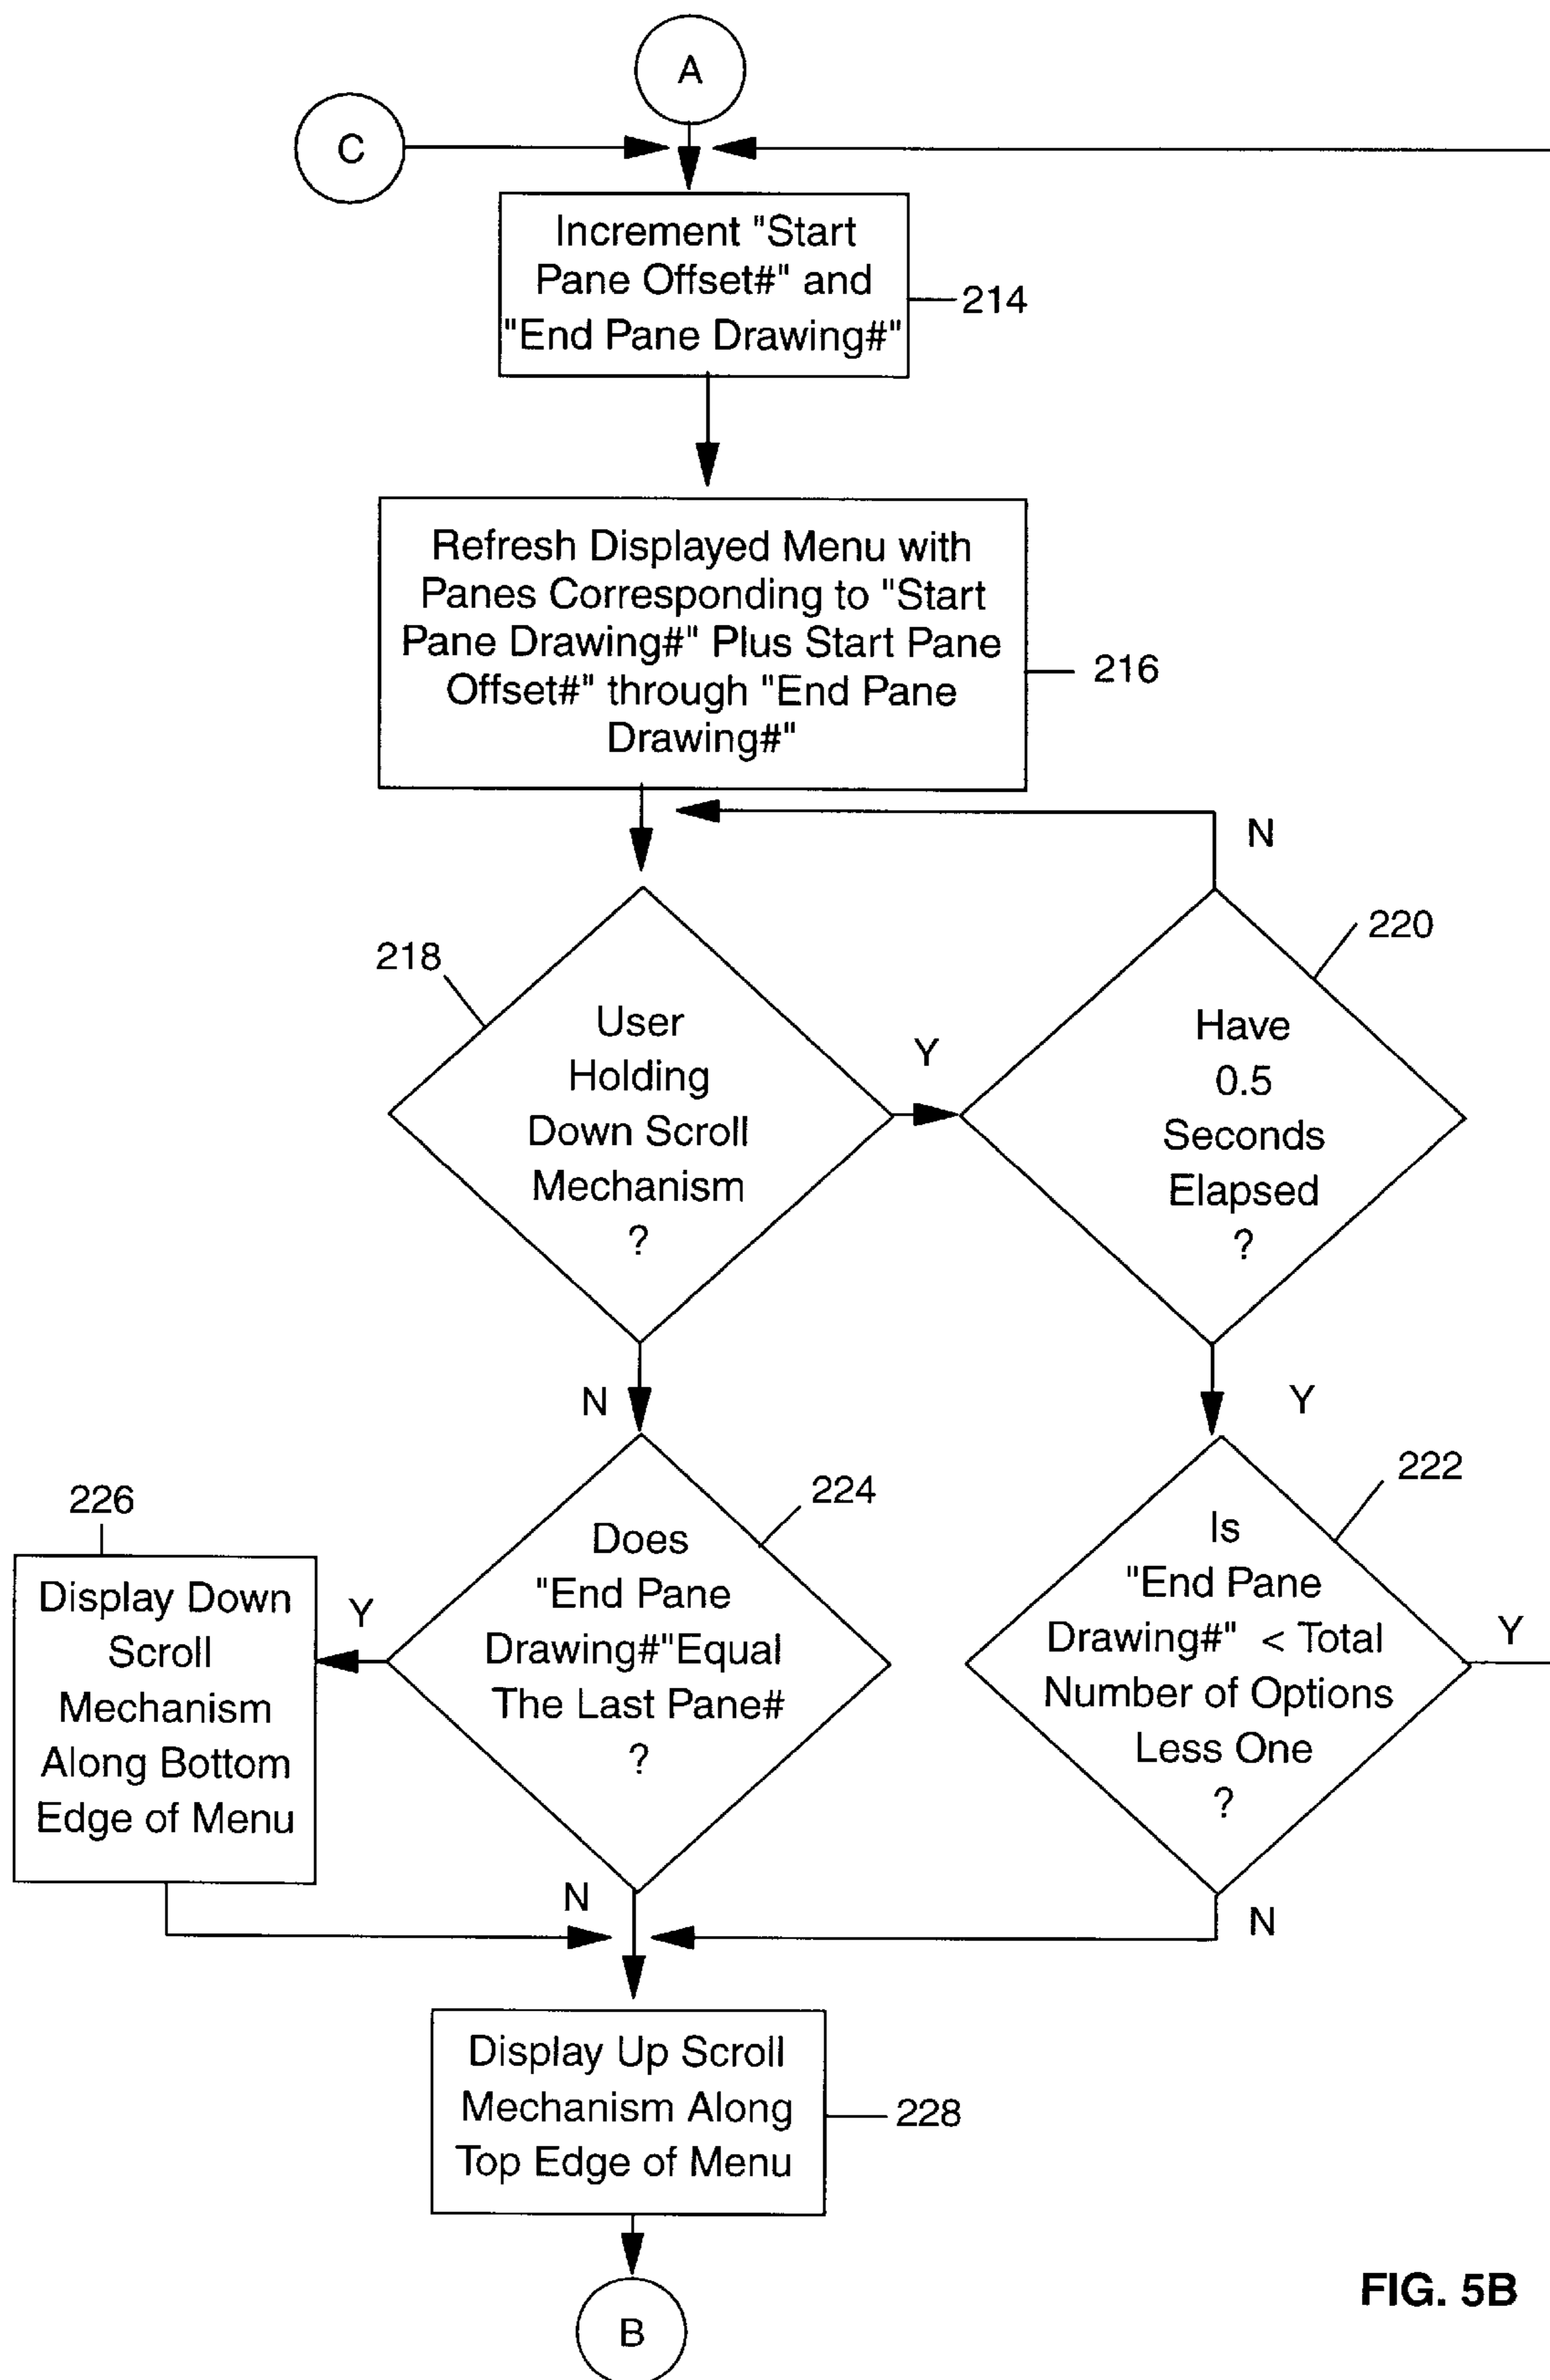 A
C
Increment "Start
Pane Offset#" and
"End Pane Drawing#"
214
Refresh Displayed Menu with
Panes Corresponding to "Start
Pane Drawing#" Plus Start Pane
Offset#" through "End Pane
Drawing#"
216
N
218
220
User
Holding
Down Scroll
Mechanism
?
Y
Have
0.5
Seconds
Elapsed
?
N
Y
226
224
222
Display Down
Scroll
Mechanism
Along Bottom
Edge of Menu
Y
Does
"End Pane
Drawing#"Equal
The Last Pane#
?
Is
"End Pane
Drawing#" < Total
Number of Options
Less One
?
Y
N
N
Display Up Scroll
Mechanism Along
Top Edge of Menu
228
B
FIG. 5B